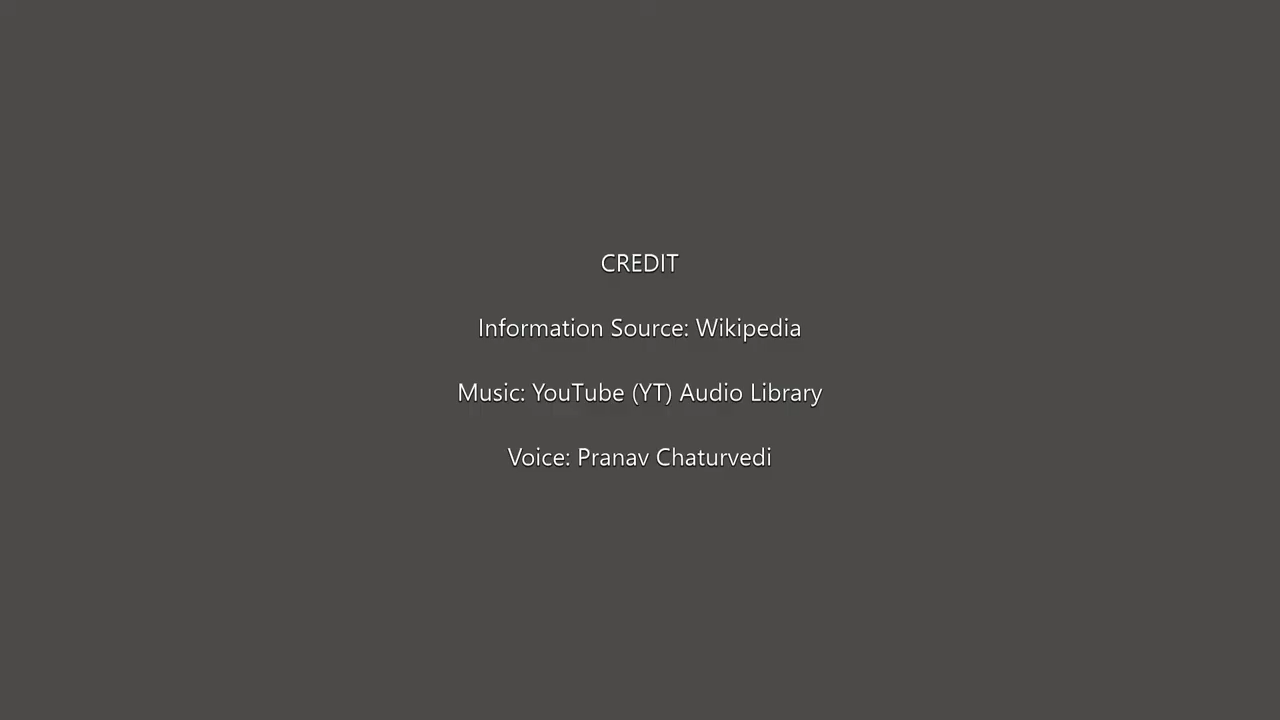 CREDIT
Information Source: Wikipedia
Music: YouTube (YT) Audio Library
Voice: Pranav Chaturvedi